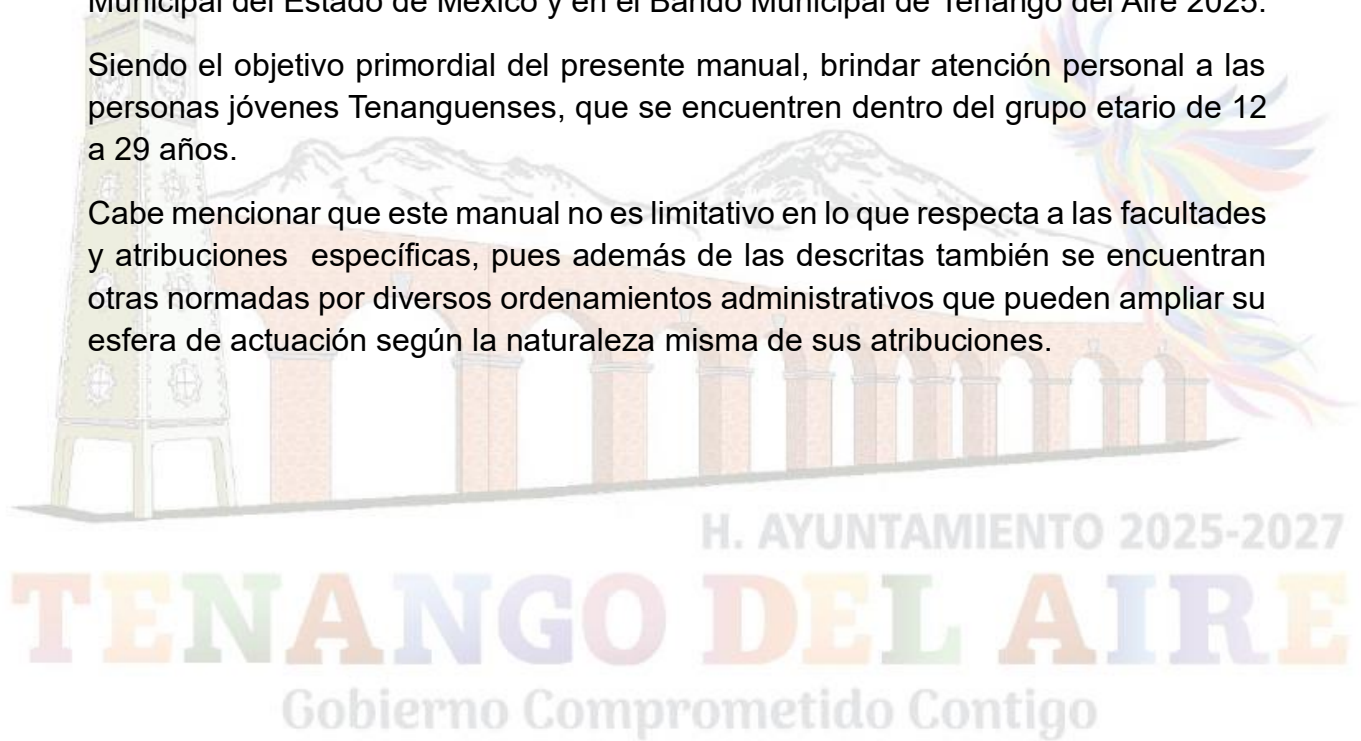 Municipal del Estado de México y en el Bando Municipal de Tenango del Aire 2025.
Siendo el objetivo primordial del presente manual, brindar atención personal a las
personas jóvenes Tenanguenses, que se encuentren dentro del grupo etario de 12
a 29 años.
Cabe mencionar que este manual no es limitativo en lo que respecta a las facultades
y atribuciones específicas, pues además de las descritas también se encuentran
otras normadas por diversos ordenamientos administrativos que pueden ampliar su
esfera de actuación según la naturaleza misma de sus atribuciones.
H. AYUNTAMIENTO 2025-2027
TENANGO DEL AIRE
Gobierno Comprometido Contigo